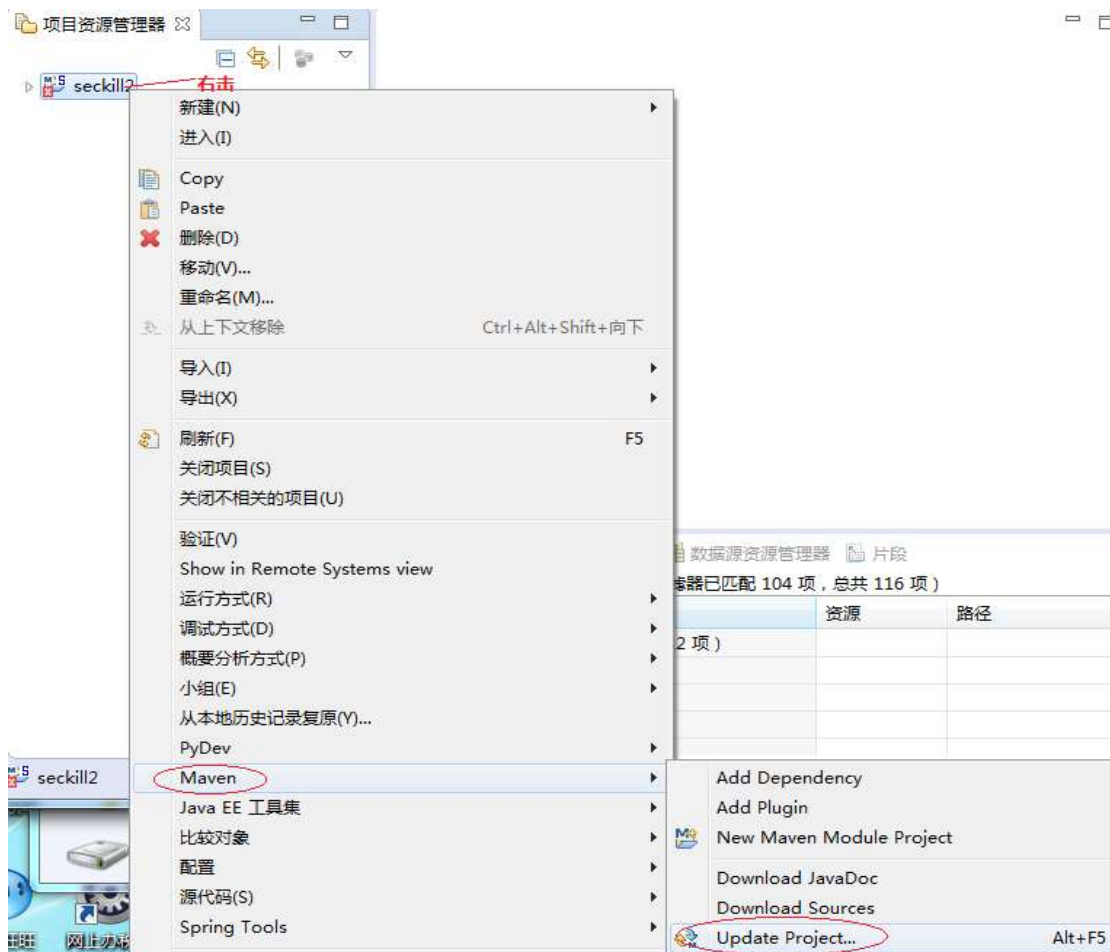 项目资源管理器
seckill2
右击
新建(N)
进入(I)
Copy
Paste
删除(D)
移动(V)...
重命名(M)...
从上下文移除 Ctrl+Alt+Shift+向下
导入(I)
导出(X)
刷新(F) F5
关闭项目(S)
关闭不相关的项目(U)
验证(V)
Show in Remote Systems view
运行方式(R)
调试方式(D)
概要分析方式(P)
小组(E)
从本地历史记录复原(Y)...
PyDev
Maven
Java EE 工具集
比较对象
配置
源代码(S)
Spring Tools
数据源资源管理器 片段
滤器已匹配 104 项，总共 116 项)
资源 路径
2 项)
seckill2
Add Dependency
Add Plugin
New Maven Module Project
Download JavaDoc
Download Sources
Update Project... Alt+F5
网上